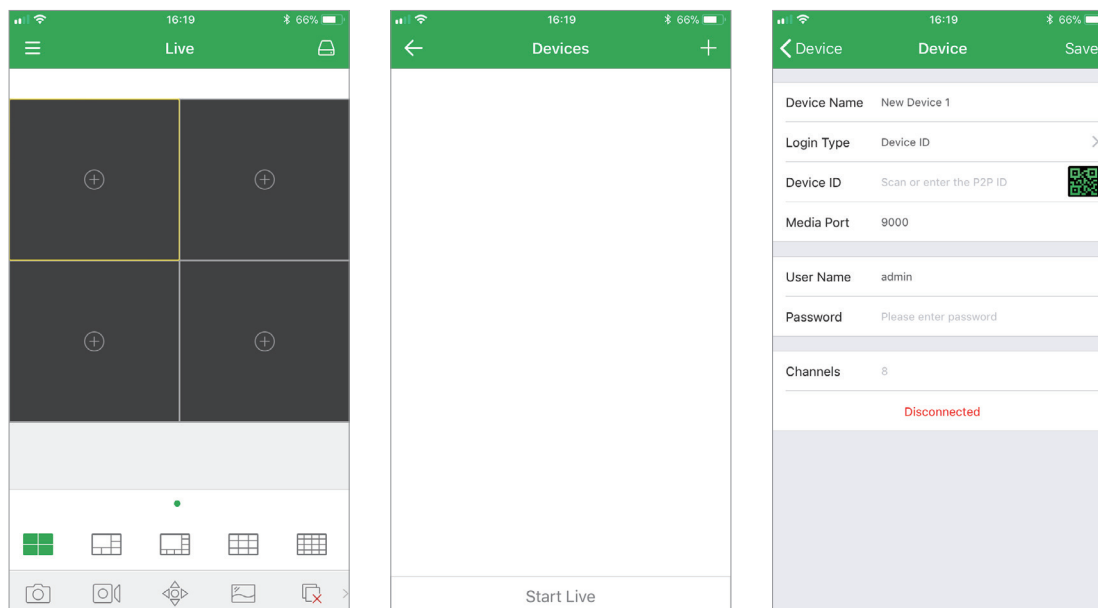 16:19
66%
Live
16:19
66%
Devices
Start Live
16:19
66%
Device
Device
Save
Device Name New Device 1
Login Type Device ID
Device ID Scan or enter the P2P ID
Media Port 9000
User Name admin
Password Please enter password
Channels 8
Disconnected